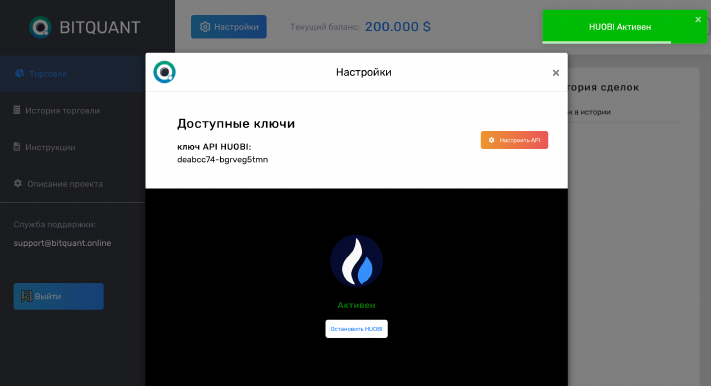 BITQUANT
Настройки
Текущий баланс: 200.000 $
HUOBI Активен
×
Торговля
История торговли
Инструкции
Описание проекта
Служба поддержки:
support@bitquant.online
Выйти
Настройки
×
Доступные ключи
ключ API HUOBI:
deabcc74-bgrveg5tmn
Настроить API
Активен
Остановить HUOBI
сделок
в истории